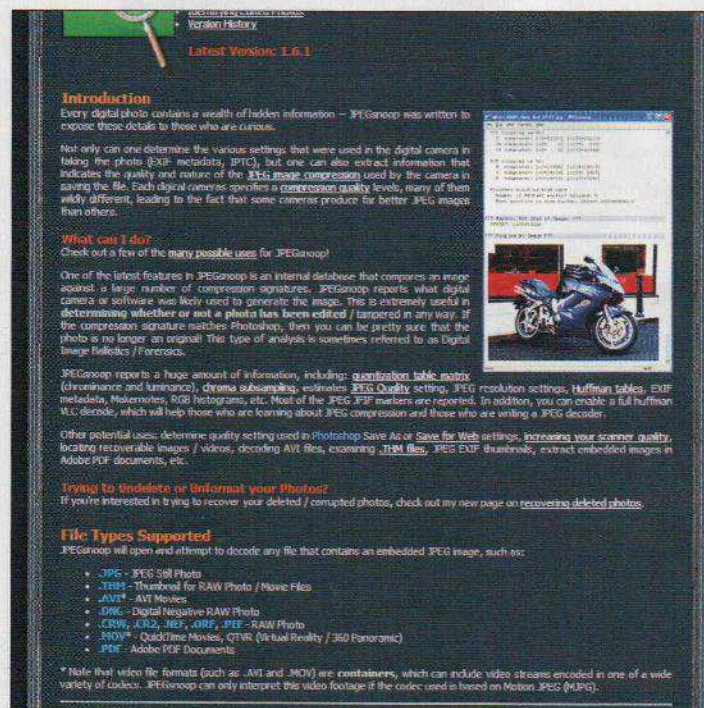 Identifying Edited Photos
Version History
Latest Version: 1.6.1
Introduction
Every digital photo contains a wealth of hidden information -- JPEGsnoop was written to
expose these details to those who are curious.
Not only can one determine the various settings that were used in the digital camera in
taking the photo (EXIF metadata, IPTC), but one can also extract information that
indicates the quality and nature of the JPEG image compression used by the camera in
saving the file. Each digical cameras specifies a compression quality levels, many of them
wildly different, leading to the fact that some cameras produce far better JPEG images
than others.
What can I do?
Check out a few of the many possible uses for JPEGsnoop!
One of the latest features in JPEGsnoop is an internal database that compares an image
against a large number of compression signatures. JPEGsnoop reports what digital
camera or software was likely used to generate the image. This is extremely useful in
determining whether or not a photo has been edited / tampered in any way. If
the compression signature matches Photoshop, then you can be pretty sure that the
photo is no longer an original! This type of analysis is sometimes referred to as Digital
Image Ballistics / Forensics.
JPEGsnoop reports a huge amount of information, including: quantization table matrix
(chrominance and luminance), chroma subsampling, estimates JPEG Quality setting, JPEG resolution settings, Huffman tables, EXIF
metadata, Makernotes, RGB histograms, etc. Most of the JPEG JFIF markers are reported. In addition, you can enable a full huffman
VLC decode, which will help those who are learning about JPEG compression and those who are writing a JPEG decoder.
Other potential uses: determine quality setting used in Photoshop Save As or Save for Web settings, increasing your scanner quality,
locating recoverable images / videos, decoding AVI files, examining .THM files, JPEG EXIF thumbnails, extract embedded images in
Adobe PDF documents, etc.
Trying to Undelete or Unformat your Photos?
If you're interested in trying to recover your deleted / corrupted photos, check out my new page on recovering deleted photos.
File Types Supported
JPEGsnoop will open and attempt to decode any file that contains an embedded JPEG image, such as:
• .JPG - JPEG Still Photo
• .THM - Thumbnail for RAW Photo / Movie Files
• .AVI* - AVI Movies
• .DNG - Digital Negative RAW Photo
• .CRW, .CR2, .NEF, .ORF, .PEF - RAW Photo
• .MOV* - QuickTime Movies, QTVR (Virtual Reality / 360 Panoramic)
• .PDF - Adobe PDF Documents
* Note that video file formats (such as .AVI and .MOV) are containers, which can include video streams encoded in one of a wide
variety of codecs. JPEGsnoop can only interpret this video footage if the codec used is based on Motion JPEG (MJPG).